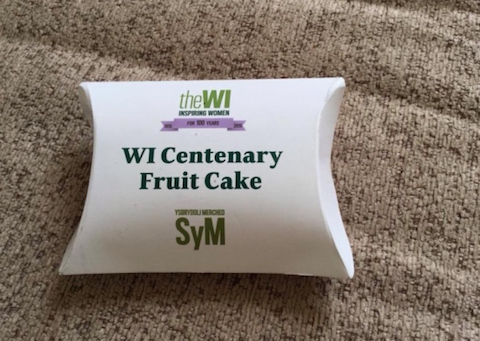 theWI
INSPIRING WOMEN
FOR 100 YEARS
WI Centenary
Fruit Cake
YSBRYDOLI MERCHED
SyM